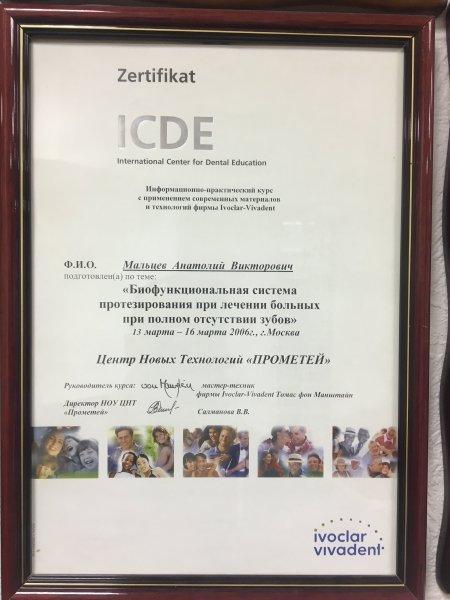 Zertifikat
ICDE
International Center for Dental Education
Информационно-практический курс
с применением современных материалов
и технологий фирмы Ivoclar-Vivadent
Ф.И.О. Мальцев Анатолий Викторович
подготовлен(а) по теме:
«Биофункциональная система
протезирования при лечении больных
при полном отсутствии зубов»
13 марта – 16 марта 2006г., г.Москва
Центр Новых Технологий «ПРОМЕТЕЙ»
Руководитель курса: мастер-техник
фирмы Ivoclar-Vivadent Томас фон Манштайн
Директор НОУ ЦНТ
«Прометей» Салманова В.В.
ivoclar
vivadent